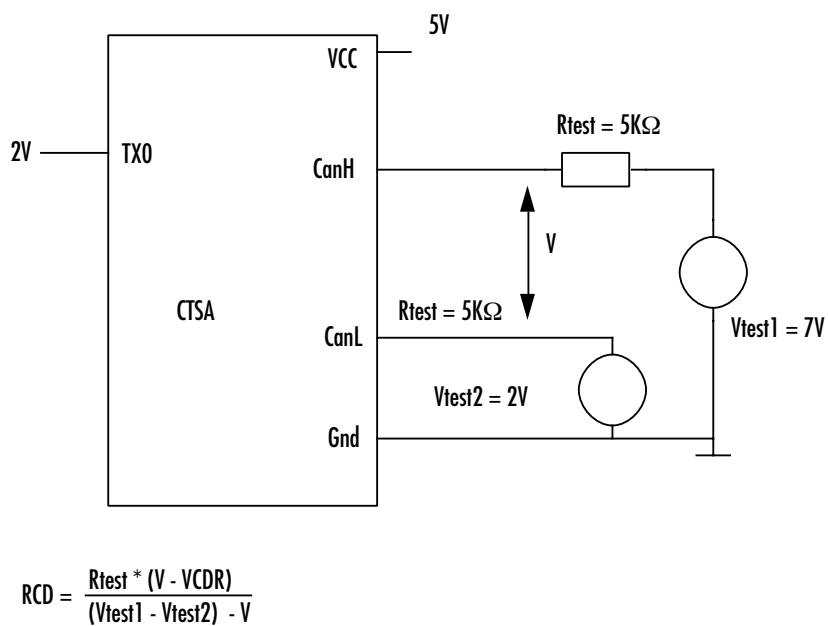 5V
VCC
Rtest = 5KΩ
2V
TX0
CanH
V
CTSA
Rtest = 5KΩ
CanL
Vtest1 = 7V
Vtest2 = 2V
Gnd
RCD = Rtest * (V - VCDR)
(Vtest1 - Vtest2) - V